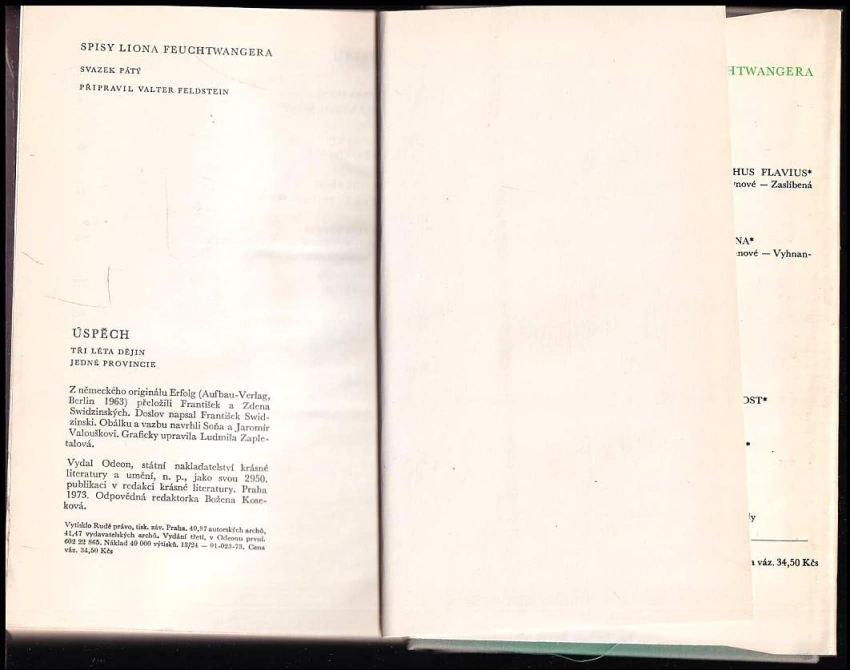 SPISY LIONA FEUCHTWANGERA
SVAZEK PÁTÝ
PŘIPRAVIL VALTER FELDSTEIN
ÚSPĚCH
TŘI LÉTA DĚJIN
JEDNÉ PROVINCIE
Z německého originálu Erfolg (Aufbau-Verlag,
Berlin 1963) přeložili František a Zdena
Swidzinských. Doslov napsal František Swid-
zinski. Obálku a vazbu navrhli Soňa a Jaromír
Valouškovi. Graficky upravila Ludmila Zaple-
talová.
Vydal Odeon, státní nakladatelství krásné
literatury a umění, n. p., jako svou 2950.
publikaci v redakci krásné literatury. Praha
1973. Odpovědná redaktorka Božena Kose-
ková.
Vytisklo Rudé právo, tisk. záv. Praha. 40,87 autorských archů,
41,47 vydavatelských archů. Vydání třetí, v Odeonu první.
602 22 865. Náklad 40 000 výtisků. 13/24 — 01-023-73. Cena
váz. 34,50 Kčs
HTWANGERA
HUS FLAVIUS*
nové — Zaslíbená
NA*
nové — Vyhnan-
OST*
*
ly
váz. 34,50 Kčs